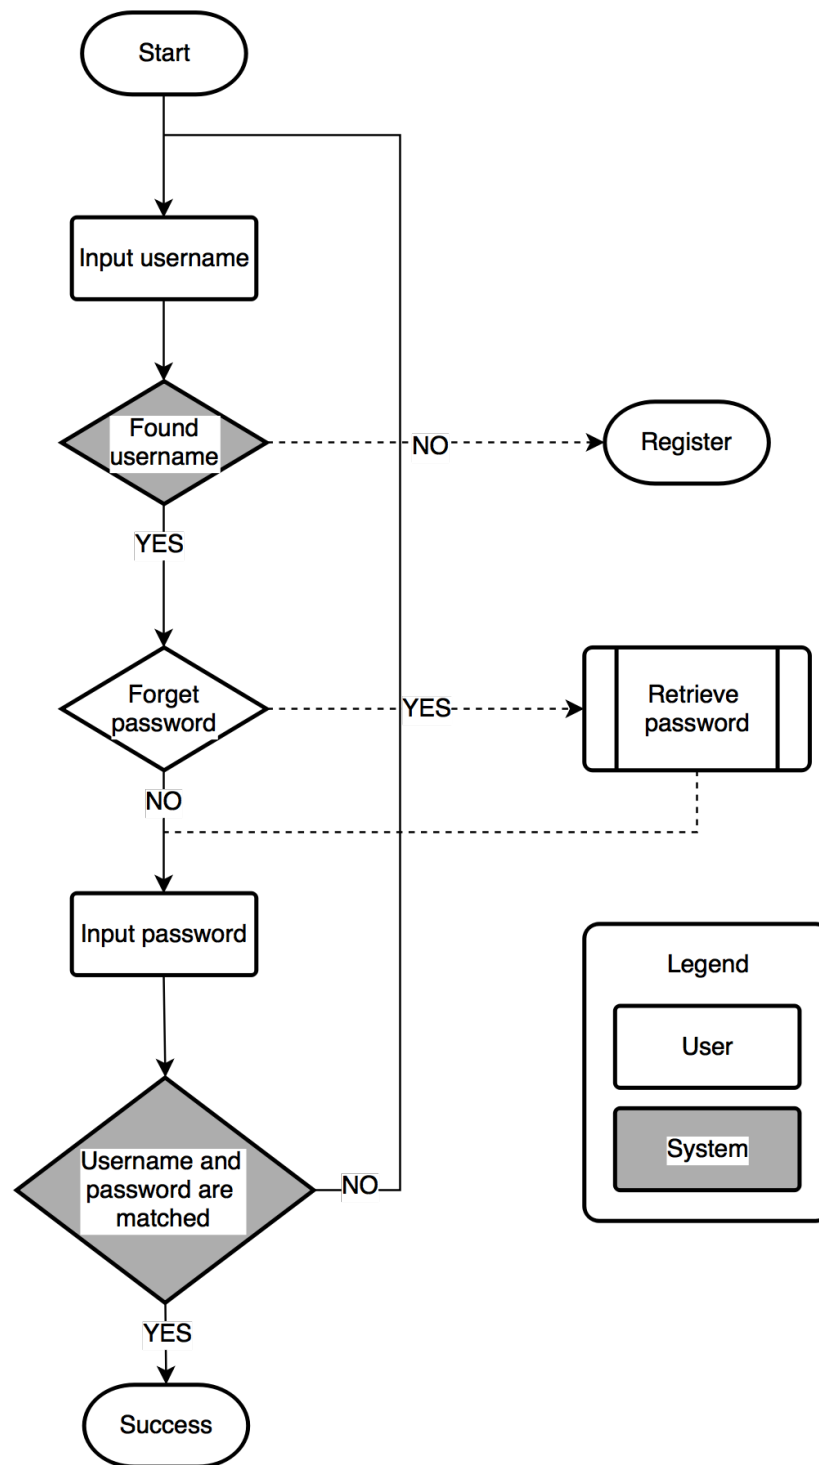 Start
Input username
Found
username
NO
Register
YES
Forget
password
YES
Retrieve
password
NO
Input password
Legend
User
System
Username and
password are
matched
NO
YES
Success